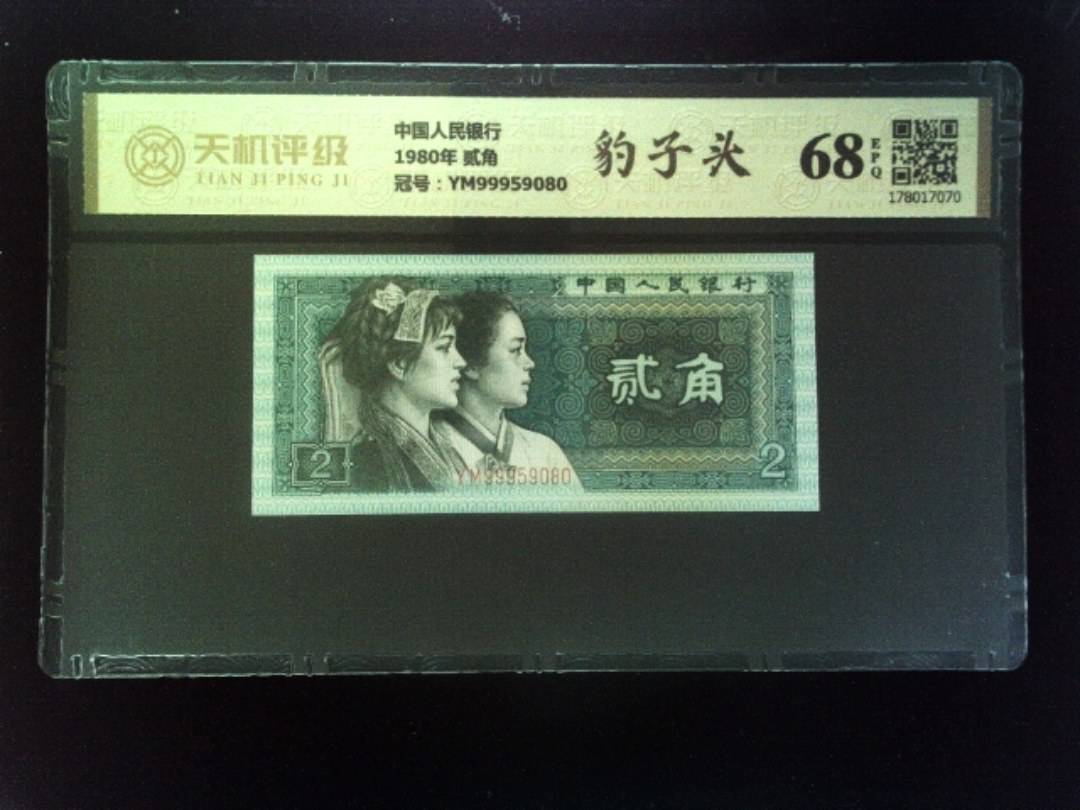 天机评级
TIAN JI PING JI
中国人民银行
1980年 贰角
冠号：YM99959080
豹子头
68
EPQ
178017070
中国人民银行
贰角
2
2
YM99959080